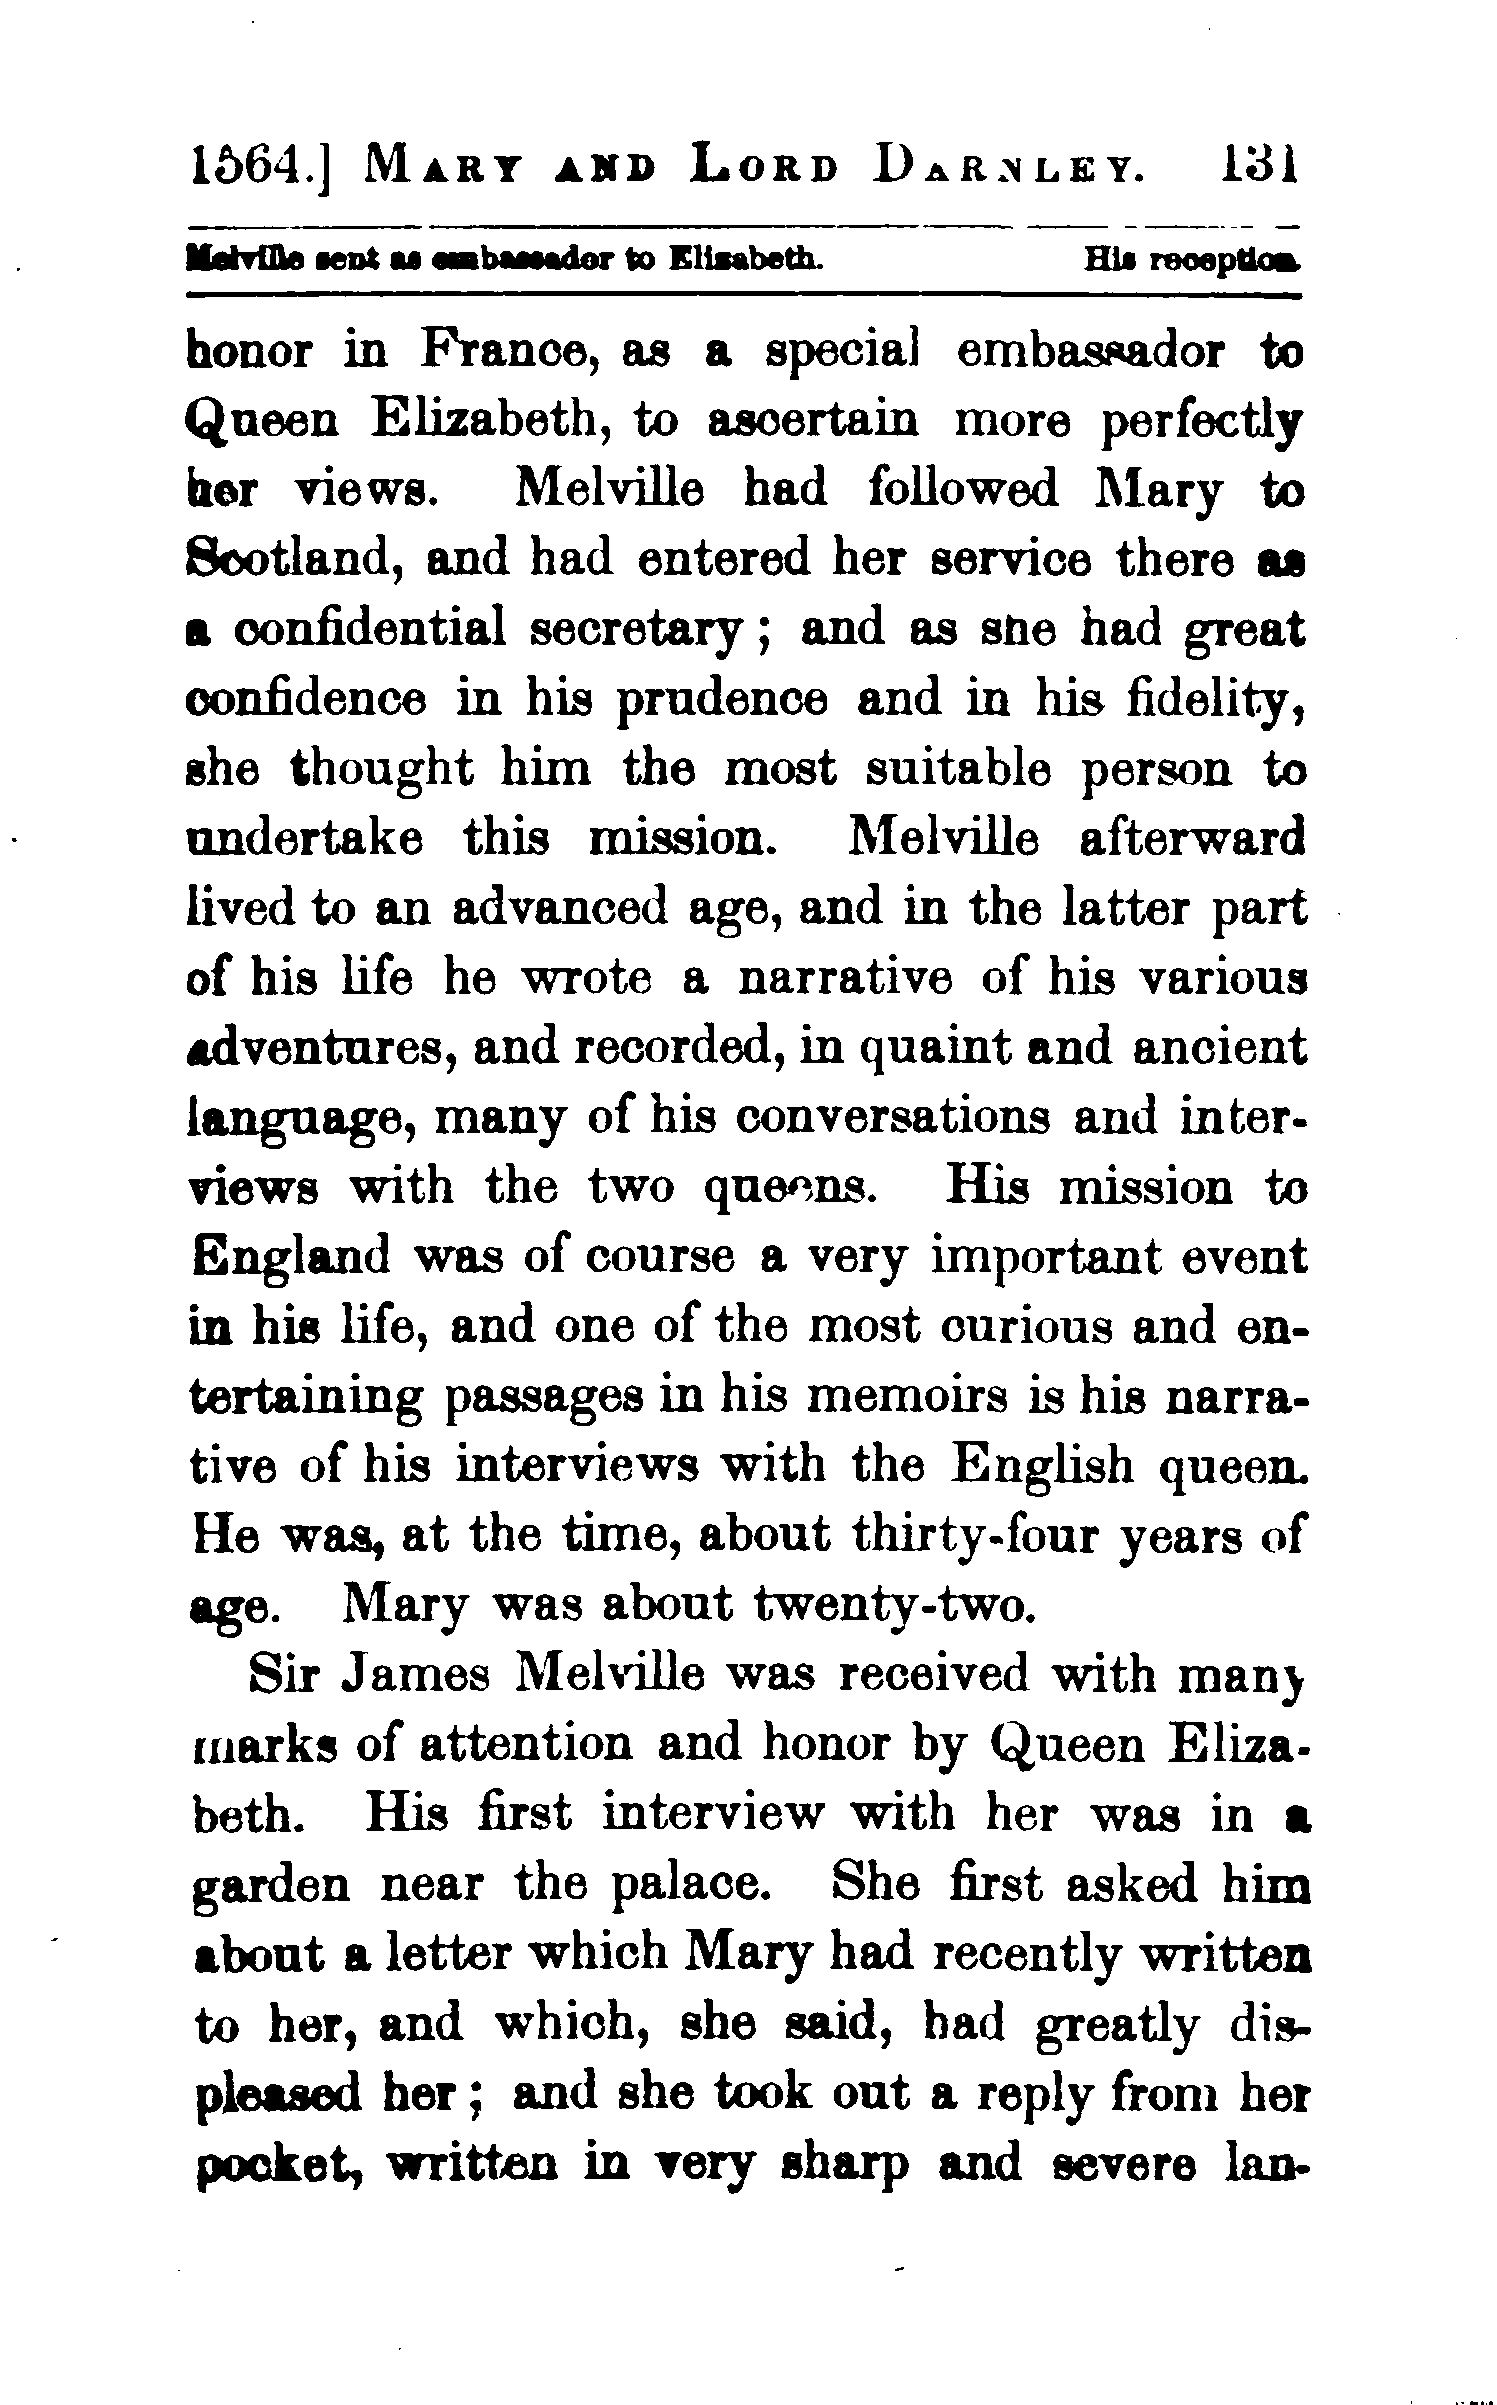 1564.] MARY AND LORD DARNLEY. 131
Melville sent as embassador to Elizabeth. His reception.
honor in France, as a special embassador to
Queen Elizabeth, to ascertain more perfectly
her views. Melville had followed Mary to
Scotland, and had entered her service there as
a confidential secretary; and as she had great
confidence in his prudence and in his fidelity,
she thought him the most suitable person to
undertake this mission. Melville afterward
lived to an advanced age, and in the latter part
of his life he wrote a narrative of his various
adventures, and recorded, in quaint and ancient
language, many of his conversations and inter-
views with the two queens. His mission to
England was of course a very important event
in his life, and one of the most curious and en-
tertaining passages in his memoirs is his narra-
tive of his interviews with the English queen.
He was, at the time, about thirty-four years of
age. Mary was about twenty-two.
Sir James Melville was received with many
marks of attention and honor by Queen Eliza-
beth. His first interview with her was in a
garden near the palace. She first asked him
about a letter which Mary had recently written
to her, and which, she said, had greatly dis-
pleased her; and she took out a reply from her
pocket, written in very sharp and severe lan-